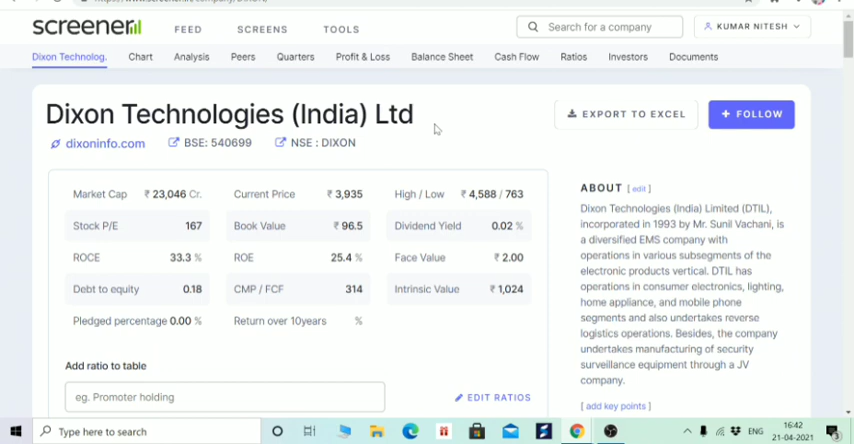 screener
FEED
SCREENS
TOOLS
Search for a company
KUMAR NITESH
Dixon Technolog.
Chart
Analysis
Peers
Quarters
Profit & Loss
Balance Sheet
Cash Flow
Ratios
Investors
Documents
Dixon Technologies (India) Ltd
EXPORT TO EXCEL
+ FOLLOW
dixoninfo.com
BSE: 540699
NSE : DIXON
Market Cap ₹ 23,046 Cr.
Current Price ₹ 3,935
High / Low ₹ 4,588 / 763
Stock P/E 167
Book Value ₹ 96.5
Dividend Yield 0.02 %
ROCE 33.3 %
ROE 25.4 %
Face Value ₹ 2.00
Debt to equity 0.18
CMP / FCF 314
Intrinsic Value ₹ 1,024
Pledged percentage 0.00 %
Return over 10years %
Add ratio to table
eg. Promoter holding
EDIT RATIOS
ABOUT [ edit ]
Dixon Technologies (India) Limited (DTIL),
incorporated in 1993 by Mr. Sunil Vachani, is
a diversified EMS company with
operations in various subsegments of the
electronic products vertical. DTIL has
operations in consumer electronics, lighting,
home appliance, and mobile phone
segments and also undertakes reverse
logistics operations. Besides, the company
undertakes manufacturing of security
surveillance equipment through a JV
company.
[ add key points ]
Type here to search
ENG
16:42
21-04-2021